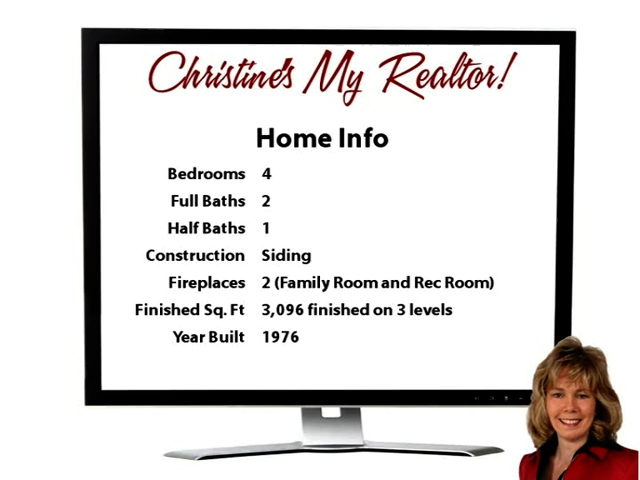 Christine's My Realtor!
Home Info
Bedrooms 4
Full Baths 2
Half Baths 1
Construction Siding
Fireplaces 2 (Family Room and Rec Room)
Finished Sq. Ft 3,096 finished on 3 levels
Year Built 1976